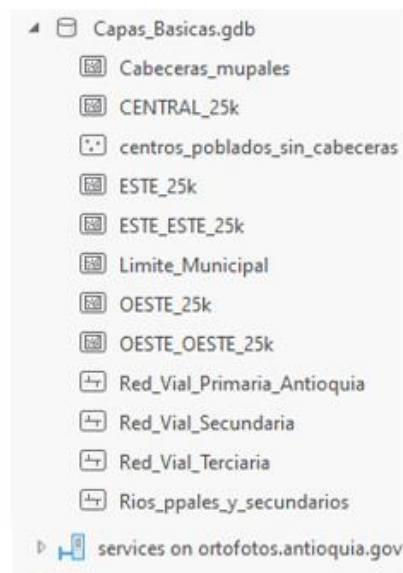 Capas_Basicas.gdb
Cabeceras_mupales
CENTRAL_25k
centros_poblados_sin_cabeceras
ESTE_25k
ESTE_ESTE_25k
Limite_Municipal
OESTE_25k
OESTE_OESTE_25k
Red_Vial_Primaria_Antioquia
Red_Vial_Secundaria
Red_Vial_Terciaria
Rios_ppales_y_secundarios
services on ortofotos.antioquia.gov